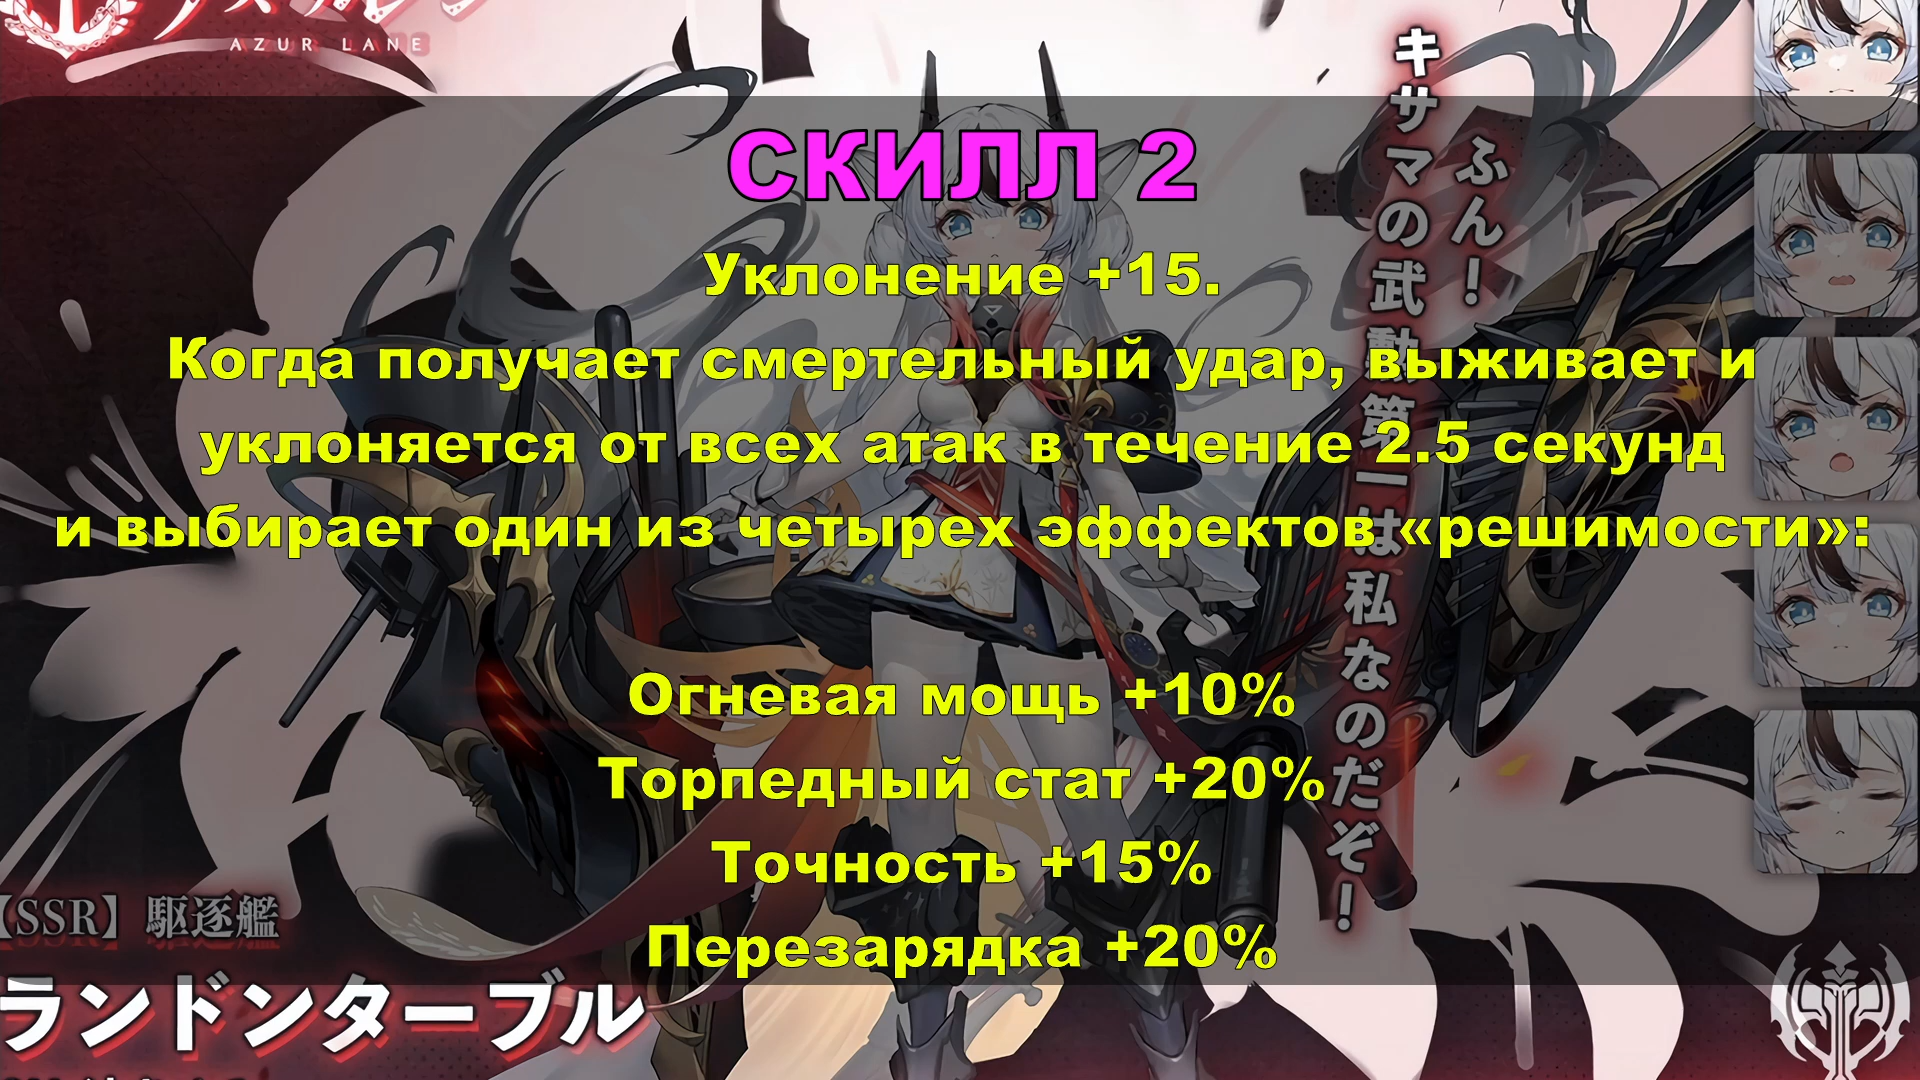 AZUR LANE
СКИЛЛ 2
Уклонение +15.
Когда получает смертельный удар, выживает и
уклоняется от всех атак в течение 2.5 секунд
и выбирает один из четырех эффектов «решимости»:
Огневая мощь +10%
Торпедный стат +20%
Точность +15%
Перезарядка +20%
ふん！
キサマの武勲第一は私なのだぞ！
【SSR】駆逐艦
ランドンターブル